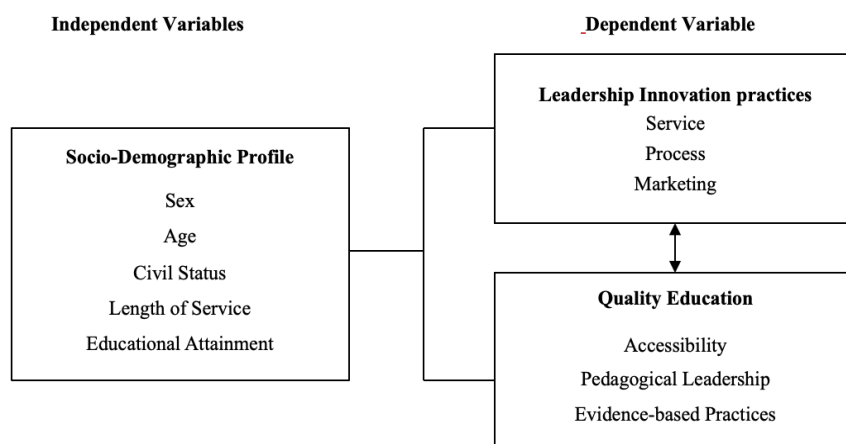 Independent Variables
Dependent Variable
Socio-Demographic Profile
Sex
Age
Civil Status
Length of Service
Educational Attainment
Leadership Innovation practices
Service
Process
Marketing
Quality Education
Accessibility
Pedagogical Leadership
Evidence-based Practices